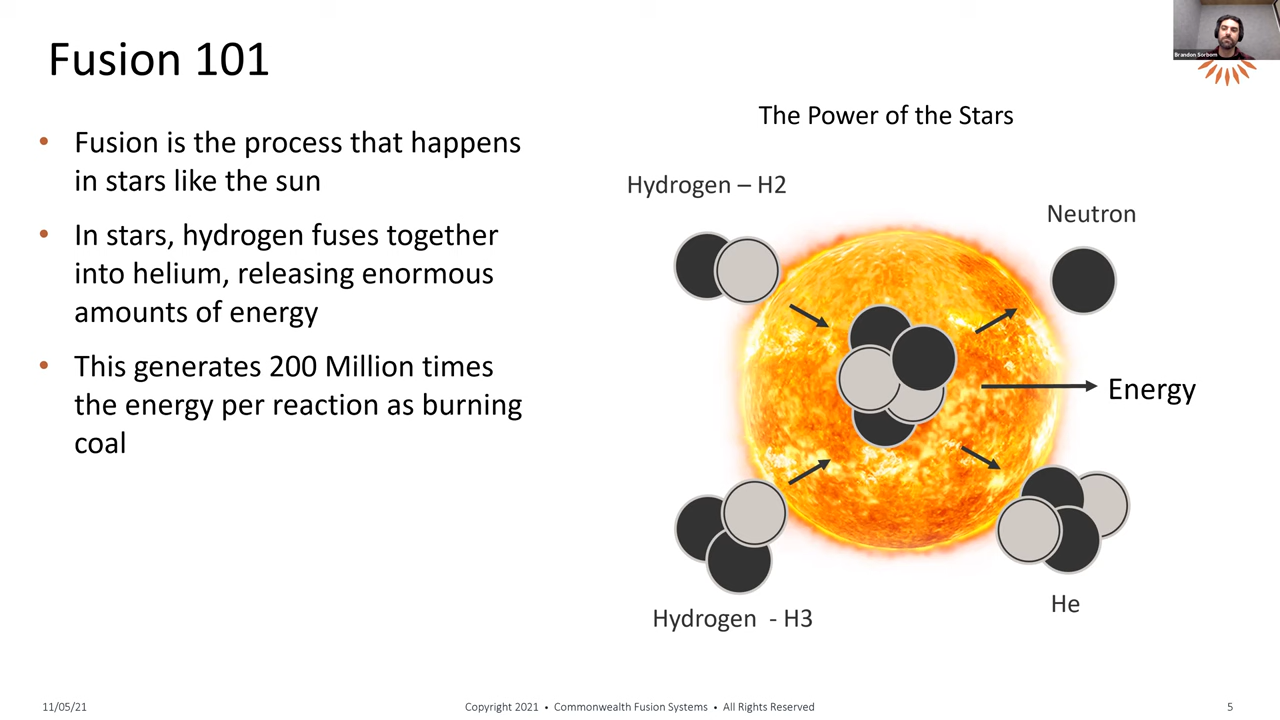 Fusion 101
Brandon Sorbom
• Fusion is the process that happens
in stars like the sun
• In stars, hydrogen fuses together
into helium, releasing enormous
amounts of energy
• This generates 200 Million times
the energy per reaction as burning
coal
The Power of the Stars
Hydrogen – H2
Neutron
Energy
Hydrogen - H3
He
11/05/21
Copyright 2021 • Commonwealth Fusion Systems • All Rights Reserved
5